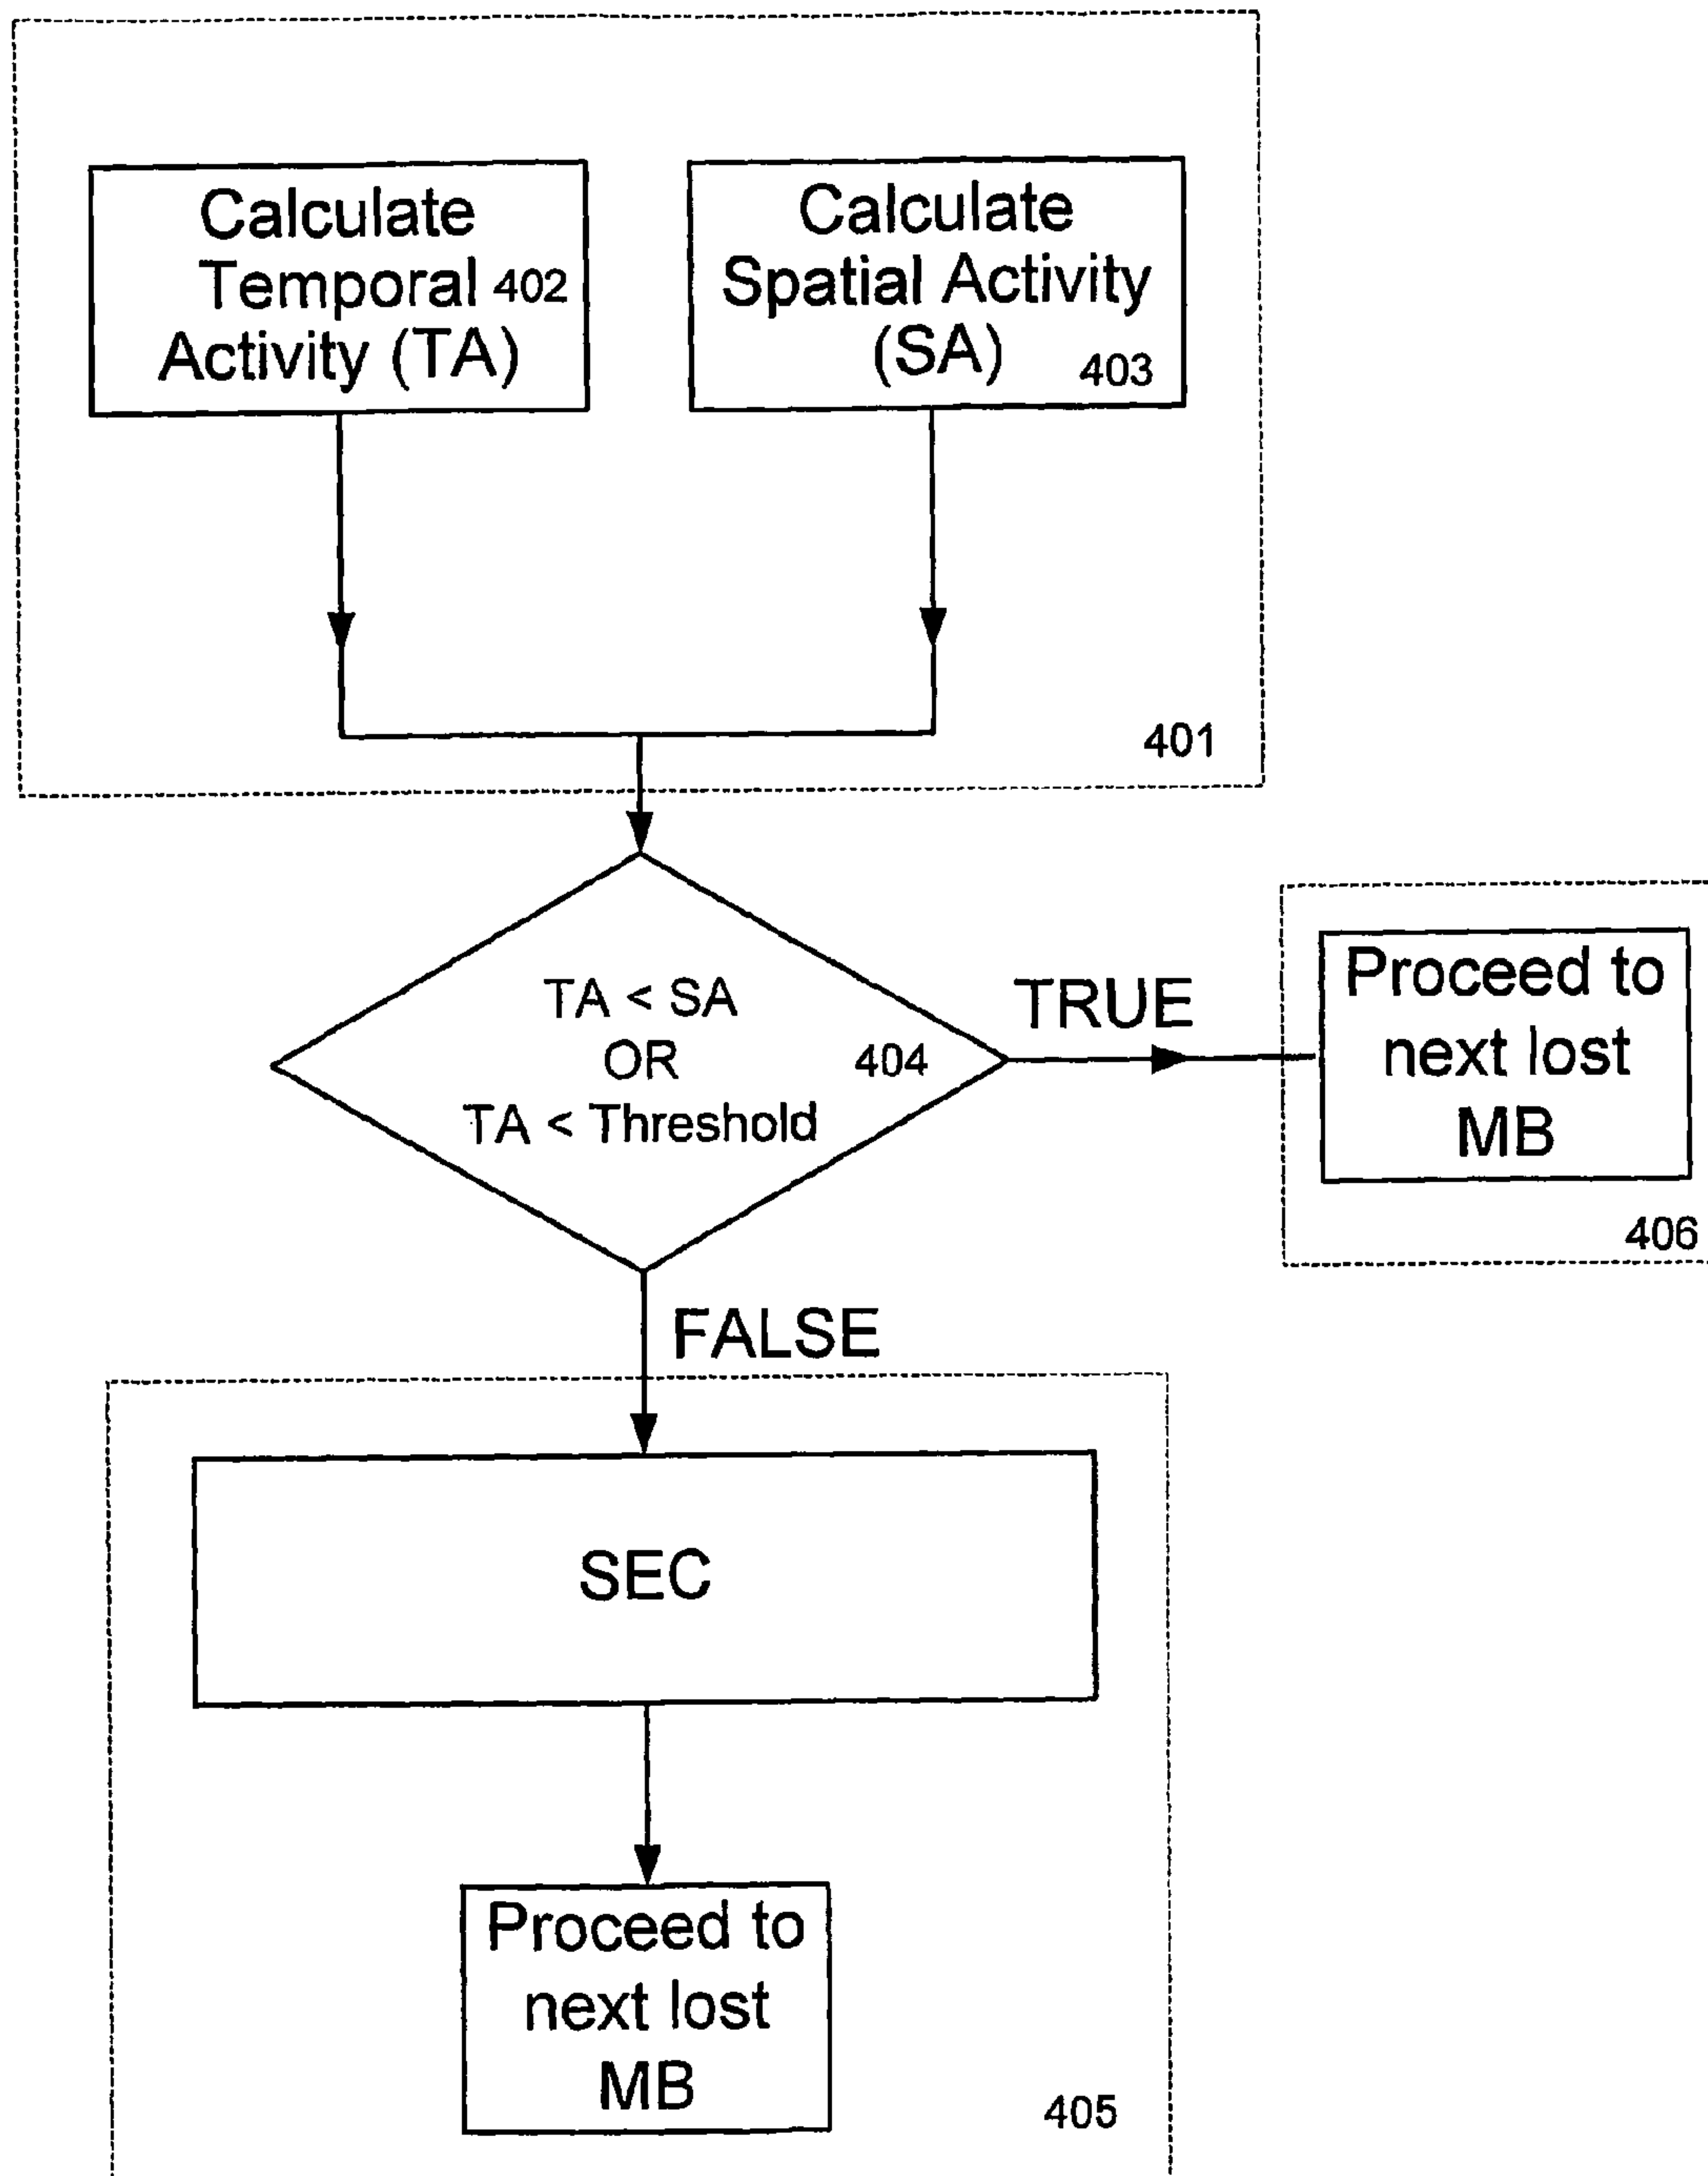 Calculate
Temporal 402
Activity (TA)
Calculate
Spatial Activity
(SA) 403
401
TA < SA
OR 404
TA < Threshold
TRUE
Proceed to
next lost
MB
406
FALSE
SEC
Proceed to
next lost
MB
405